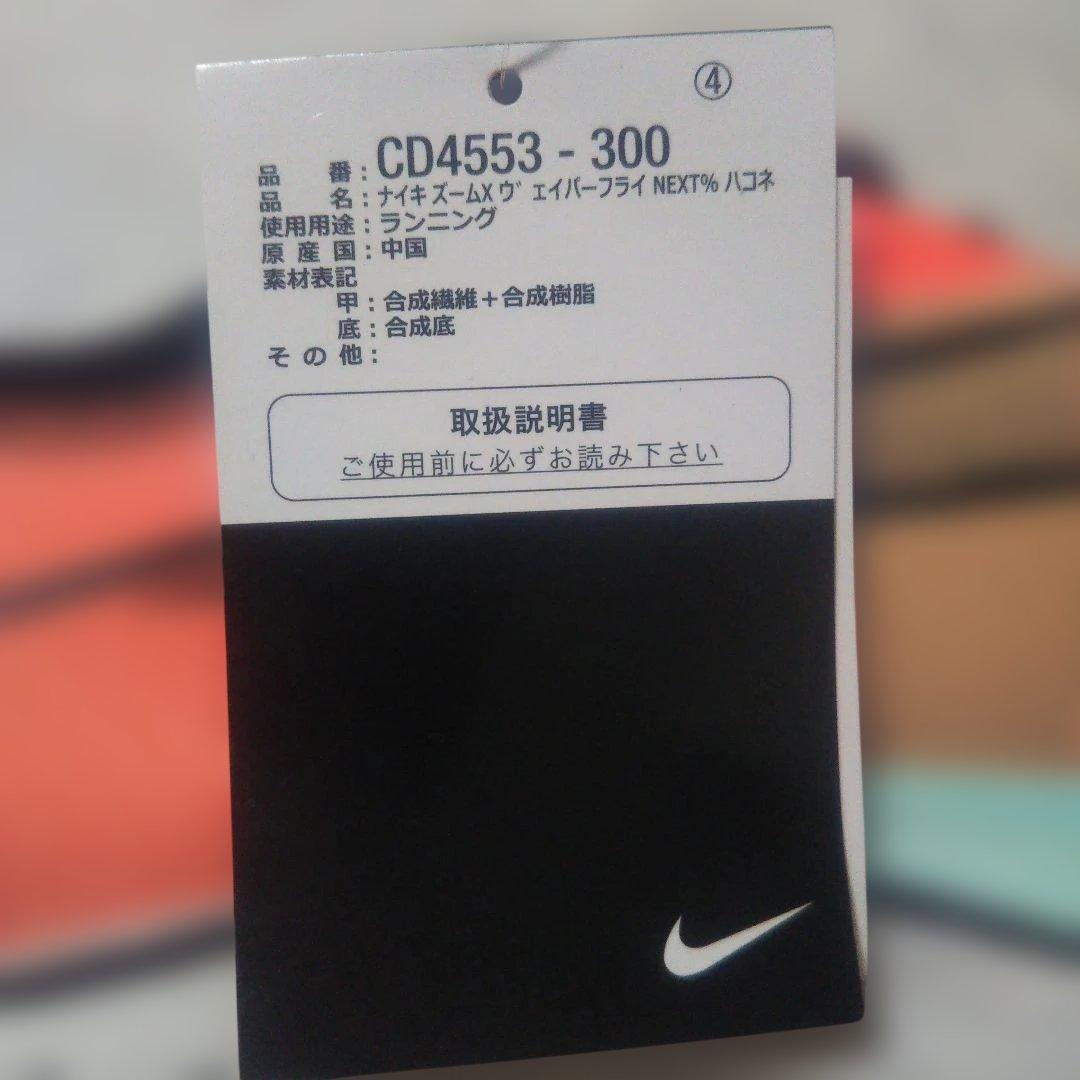 ④
品 番：CD4553 - 300
品 名：ナイキ ズームX ヴェイパーフライ NEXT% ハコネ
使用用途：ランニング
原 産 国：中国
素材表記
甲：合成繊維＋合成樹脂
底：合成底
そ の 他：
取扱説明書
ご使用前に必ずお読み下さい